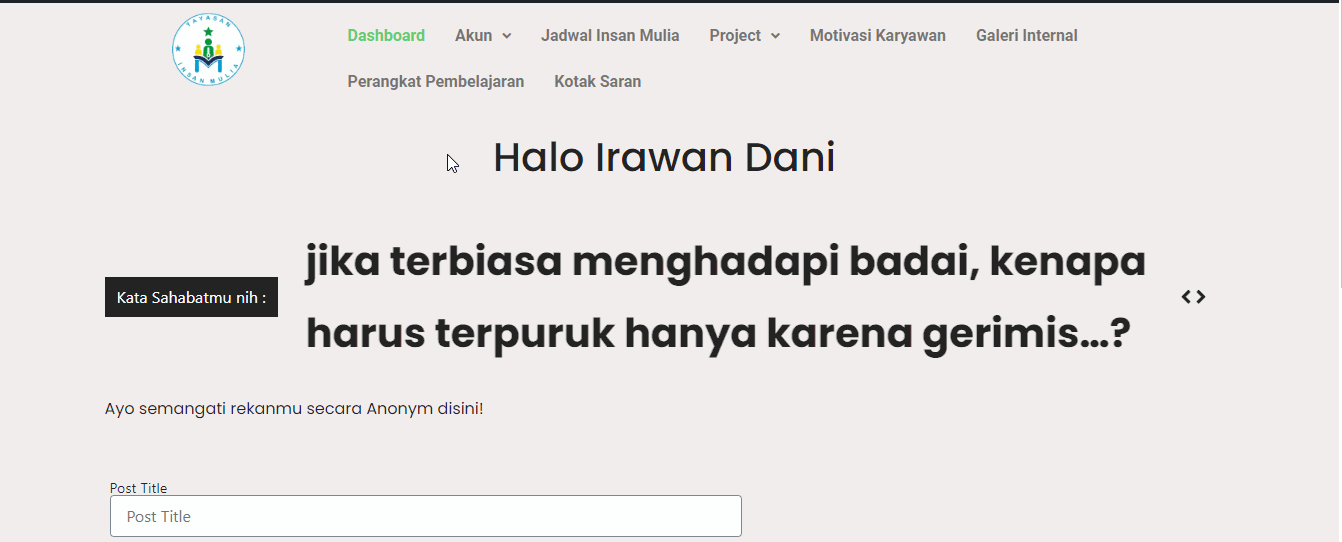 YAYASAN
INSAN MULIA
Dashboard Akun Jadwal Insan Mulia Project Motivasi Karyawan Galeri Internal
Perangkat Pembelajaran Kotak Saran
Halo Irawan Dani
Kata Sahabatmu nih :
jika terbiasa menghadapi badai, kenapa
harus terpuruk hanya karena gerimis...?
Ayo semangati rekanmu secara Anonym disini!
Post Title
Post Title